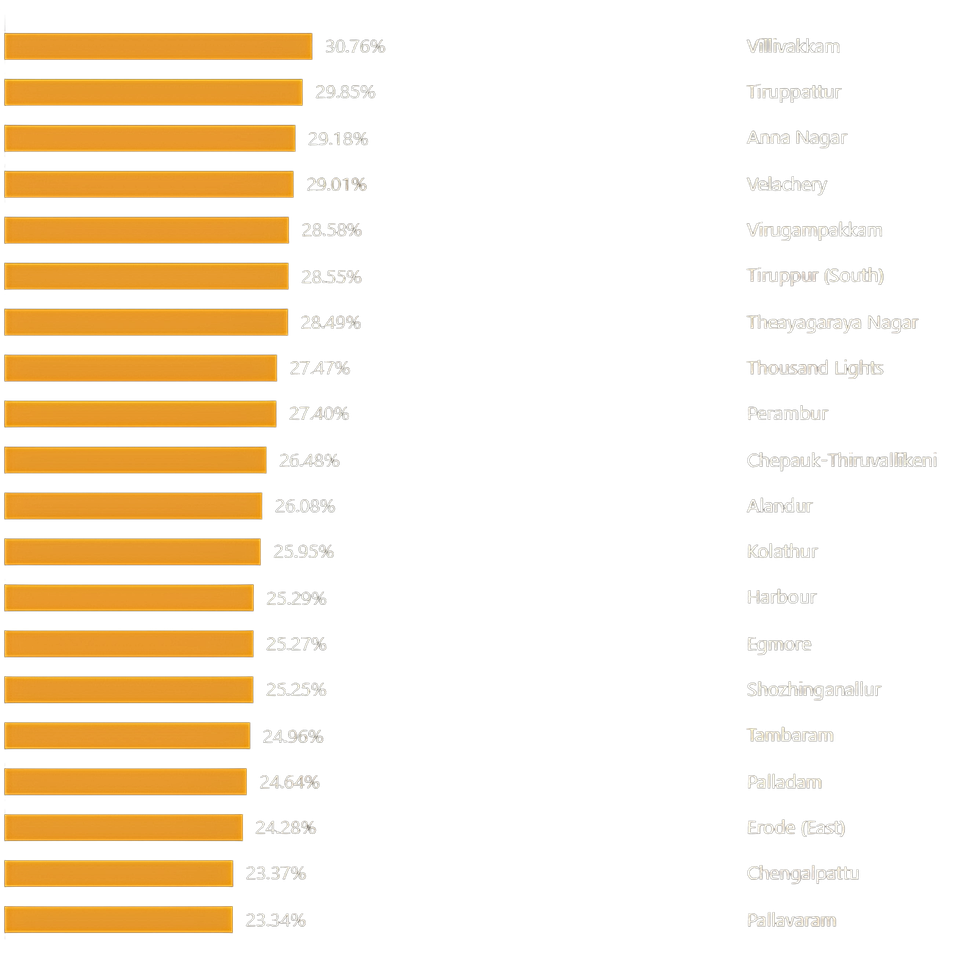 30.76% Villivakkam
29.85% Tiruppattur
29.18% Anna Nagar
29.01% Velachery
28.58% Virugampakkam
28.55% Tiruppur (South)
28.49% Theayagaraya Nagar
27.47% Thousand Lights
27.40% Perambur
26.48% Chepauk-Thiruvallikeni
26.08% Alandur
25.95% Kolathur
25.29% Harbour
25.27% Egmore
25.25% Shozhinganallur
24.96% Tambaram
24.64% Palladam
24.28% Erode (East)
23.37% Chengalpattu
23.34% Pallavaram